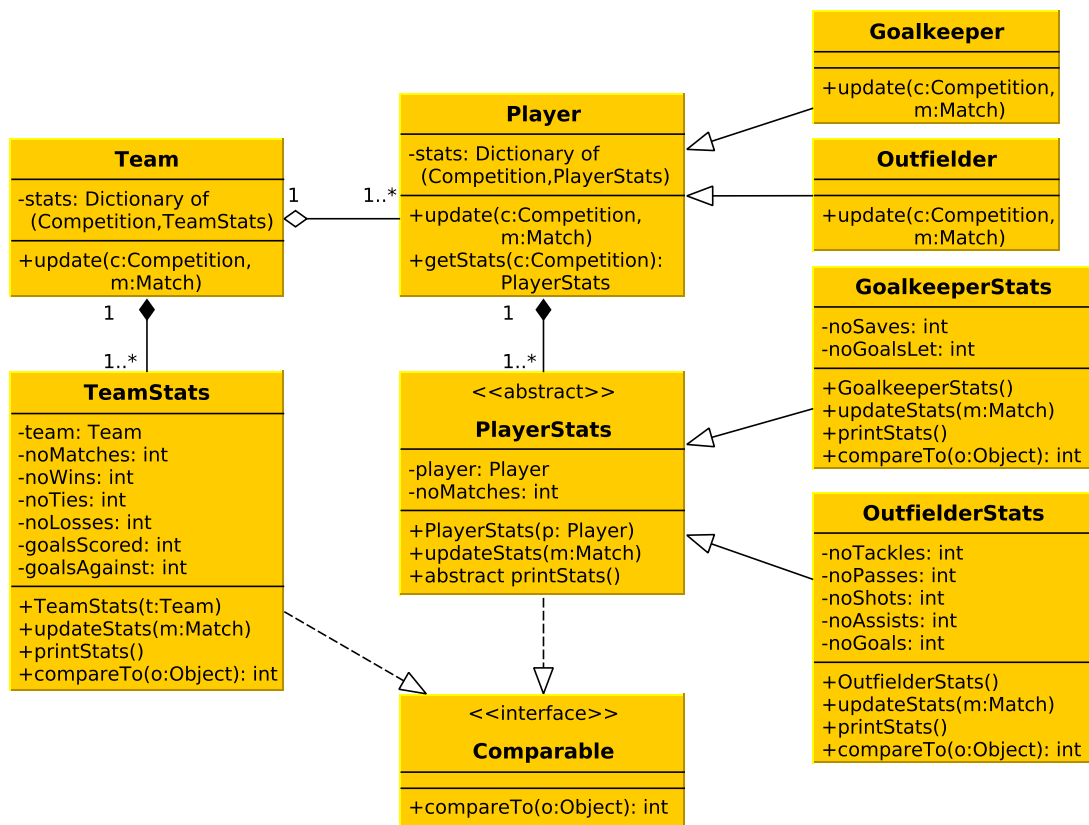 Team
-stats: Dictionary of
(Competition,TeamStats)
+update(c:Competition,
m:Match)
1
1..*
Player
-stats: Dictionary of
(Competition,PlayerStats)
+update(c:Competition,
m:Match)
+getStats(c:Competition):
PlayerStats
Goalkeeper
+update(c:Competition,
m:Match)
Outfielder
+update(c:Competition,
m:Match)
1
1..*
TeamStats
-team: Team
-noMatches: int
-noWins: int
-noTies: int
-noLosses: int
-goalsScored: int
-goalsAgainst: int
+TeamStats(t:Team)
+updateStats(m:Match)
+printStats()
+compareTo(o:Object): int
1
1..*
<<abstract>>
PlayerStats
-player: Player
-noMatches: int
+PlayerStats(p: Player)
+updateStats(m:Match)
+abstract printStats()
GoalkeeperStats
-noSaves: int
-noGoalsLet: int
+GoalkeeperStats()
+updateStats(m:Match)
+printStats()
+compareTo(o:Object): int
OutfielderStats
-noTackles: int
-noPasses: int
-noShots: int
-noAssists: int
-noGoals: int
+OutfielderStats()
+updateStats(m:Match)
+printStats()
+compareTo(o:Object): int
<<interface>>
Comparable
+compareTo(o:Object): int